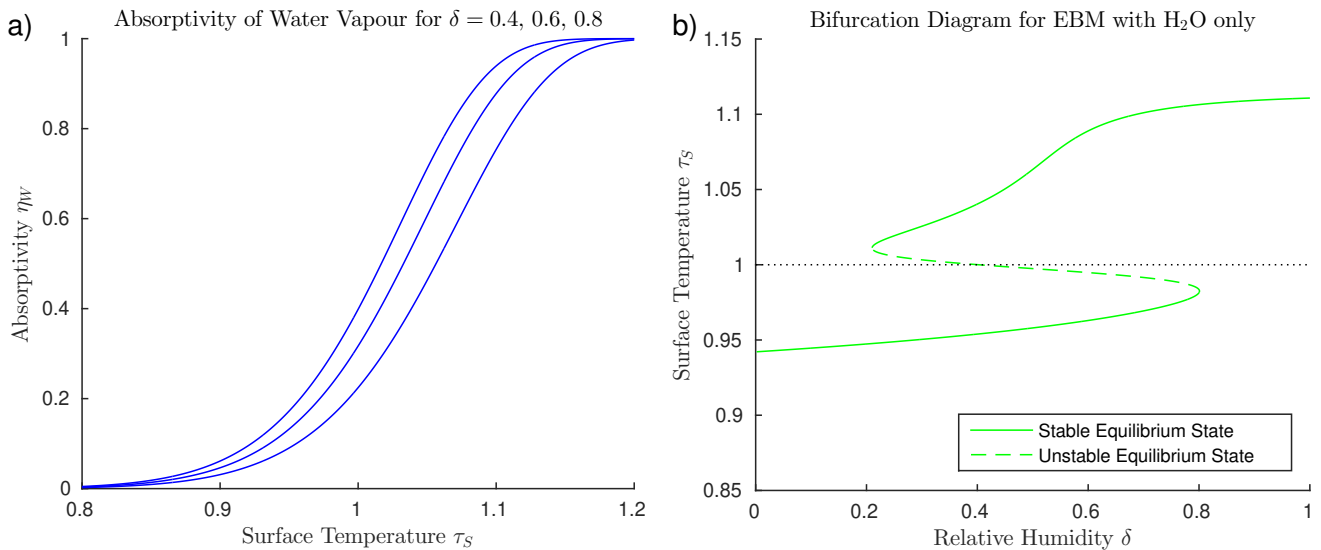 a)
Absorptivity of Water Vapour for δ = 0.4, 0.6, 0.8
1
0.8
0.6
0.4
0.2
0
Absorptivity η_W
0.8
0.9
1
1.1
1.2
Surface Temperature τ_S
b)
Bifurcation Diagram for EBM with H₂O only
1.15
1.1
1.05
1
0.95
0.9
0.85
Surface Temperature τ_S
Stable Equilibrium State
Unstable Equilibrium State
0
0.2
0.4
0.6
0.8
1
Relative Humidity δ